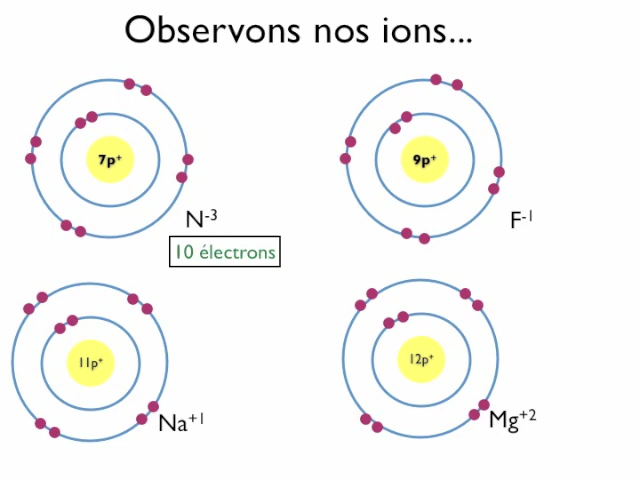 Observons nos ions...
7p+
9p+
N-3
F-1
10 électrons
11p+
12p+
Na+1
Mg+2